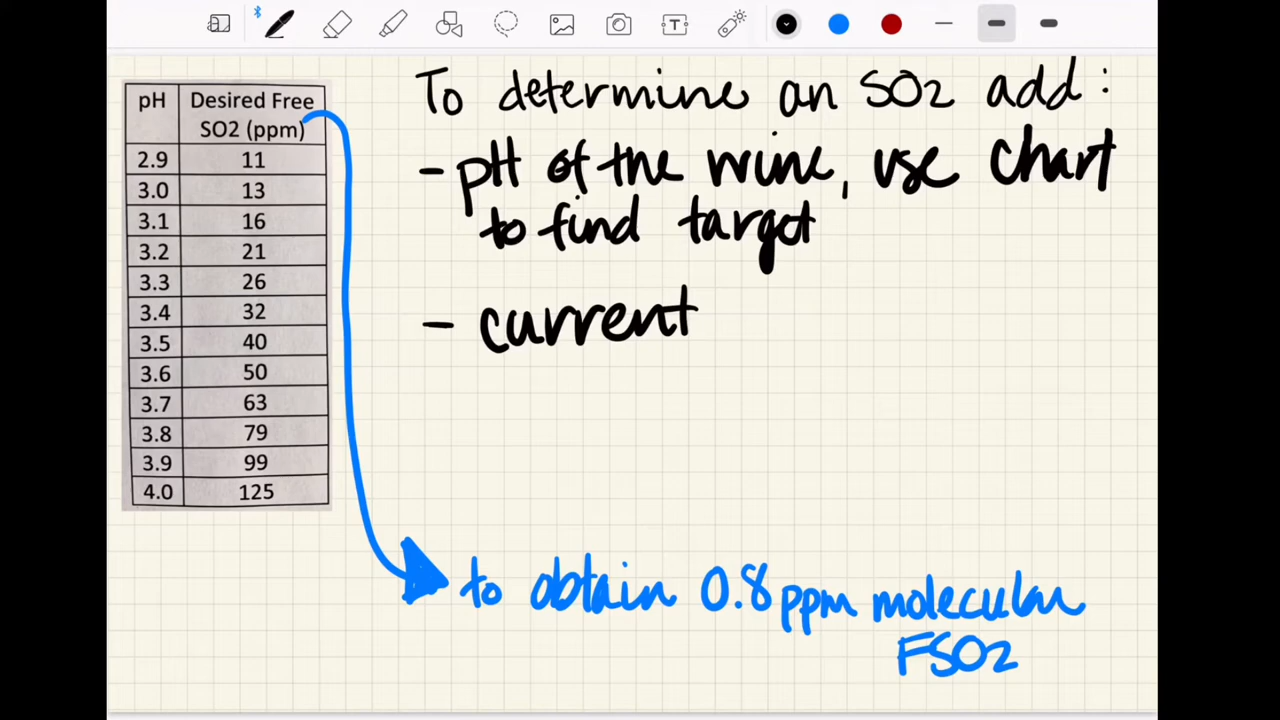 pH Desired Free SO2 (ppm)
2.9 11
3.0 13
3.1 16
3.2 21
3.3 26
3.4 32
3.5 40
3.6 50
3.7 63
3.8 79
3.9 99
4.0 125
To determine an SO2 add:
- pH of the wine, use chart
to find target
- current
to obtain 0.8 ppm molecular
FSO2